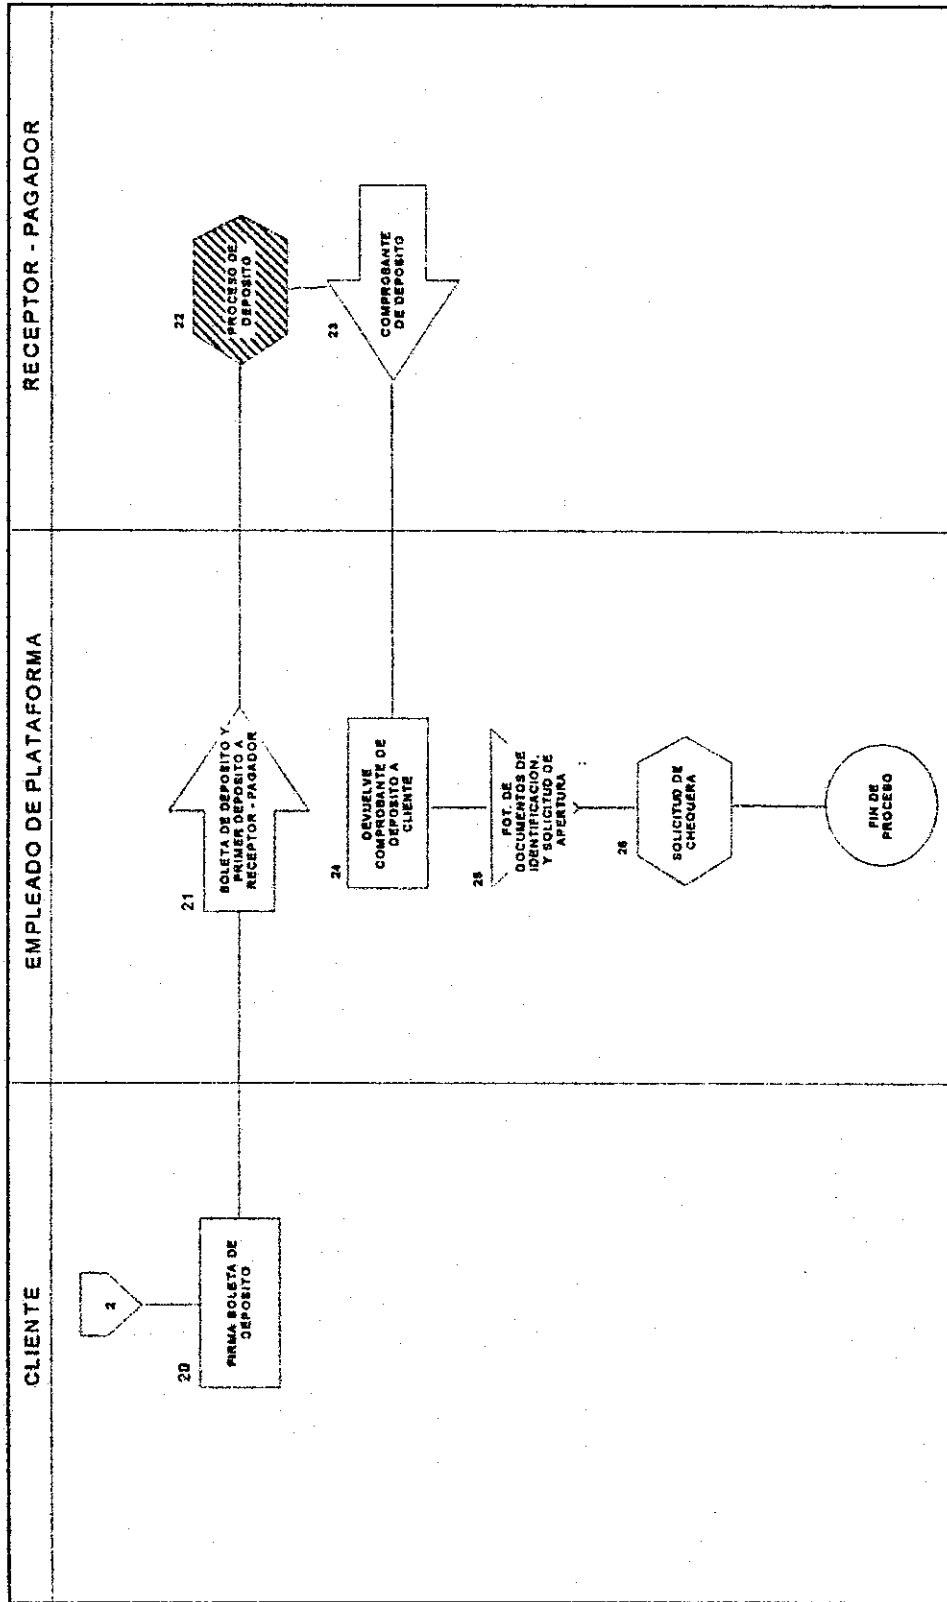 CLIENTE
EMPLEADO DE PLATAFORMA
RECEPTOR - PAGADOR
2
20
FIRMA BOLETA DE
DEPOSITO
21
BOLETA DE DEPOSITO Y
PRIMER DEPOSITO A
RECEPTOR - PAGADOR
22
PROCESO DE
DEPOSITO
23
COMPROBANTE
DE DEPOSITO
24
DEVUELVE
COMPROBANTE DE
DEPOSITO A
CLIENTE
25
FOT. DE
DOCUMENTOS DE
IDENTIFICACION,
Y SOLICITUD DE
APERTURA
26
SOLICITUD DE
CHEQUERA
FIN DE
PROCESO